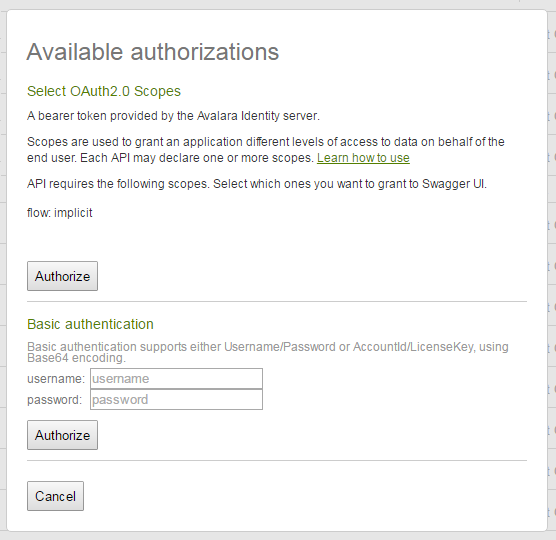 Available authorizations
Select OAuth2.0 Scopes
A bearer token provided by the Avalara Identity server.
Scopes are used to grant an application different levels of access to data on behalf of the
end user. Each API may declare one or more scopes. Learn how to use
API requires the following scopes. Select which ones you want to grant to Swagger UI.
flow: implicit
Authorize
Basic authentication
Basic authentication supports either Username/Password or AccountId/LicenseKey, using
Base64 encoding.
username: username
password: password
Authorize
Cancel